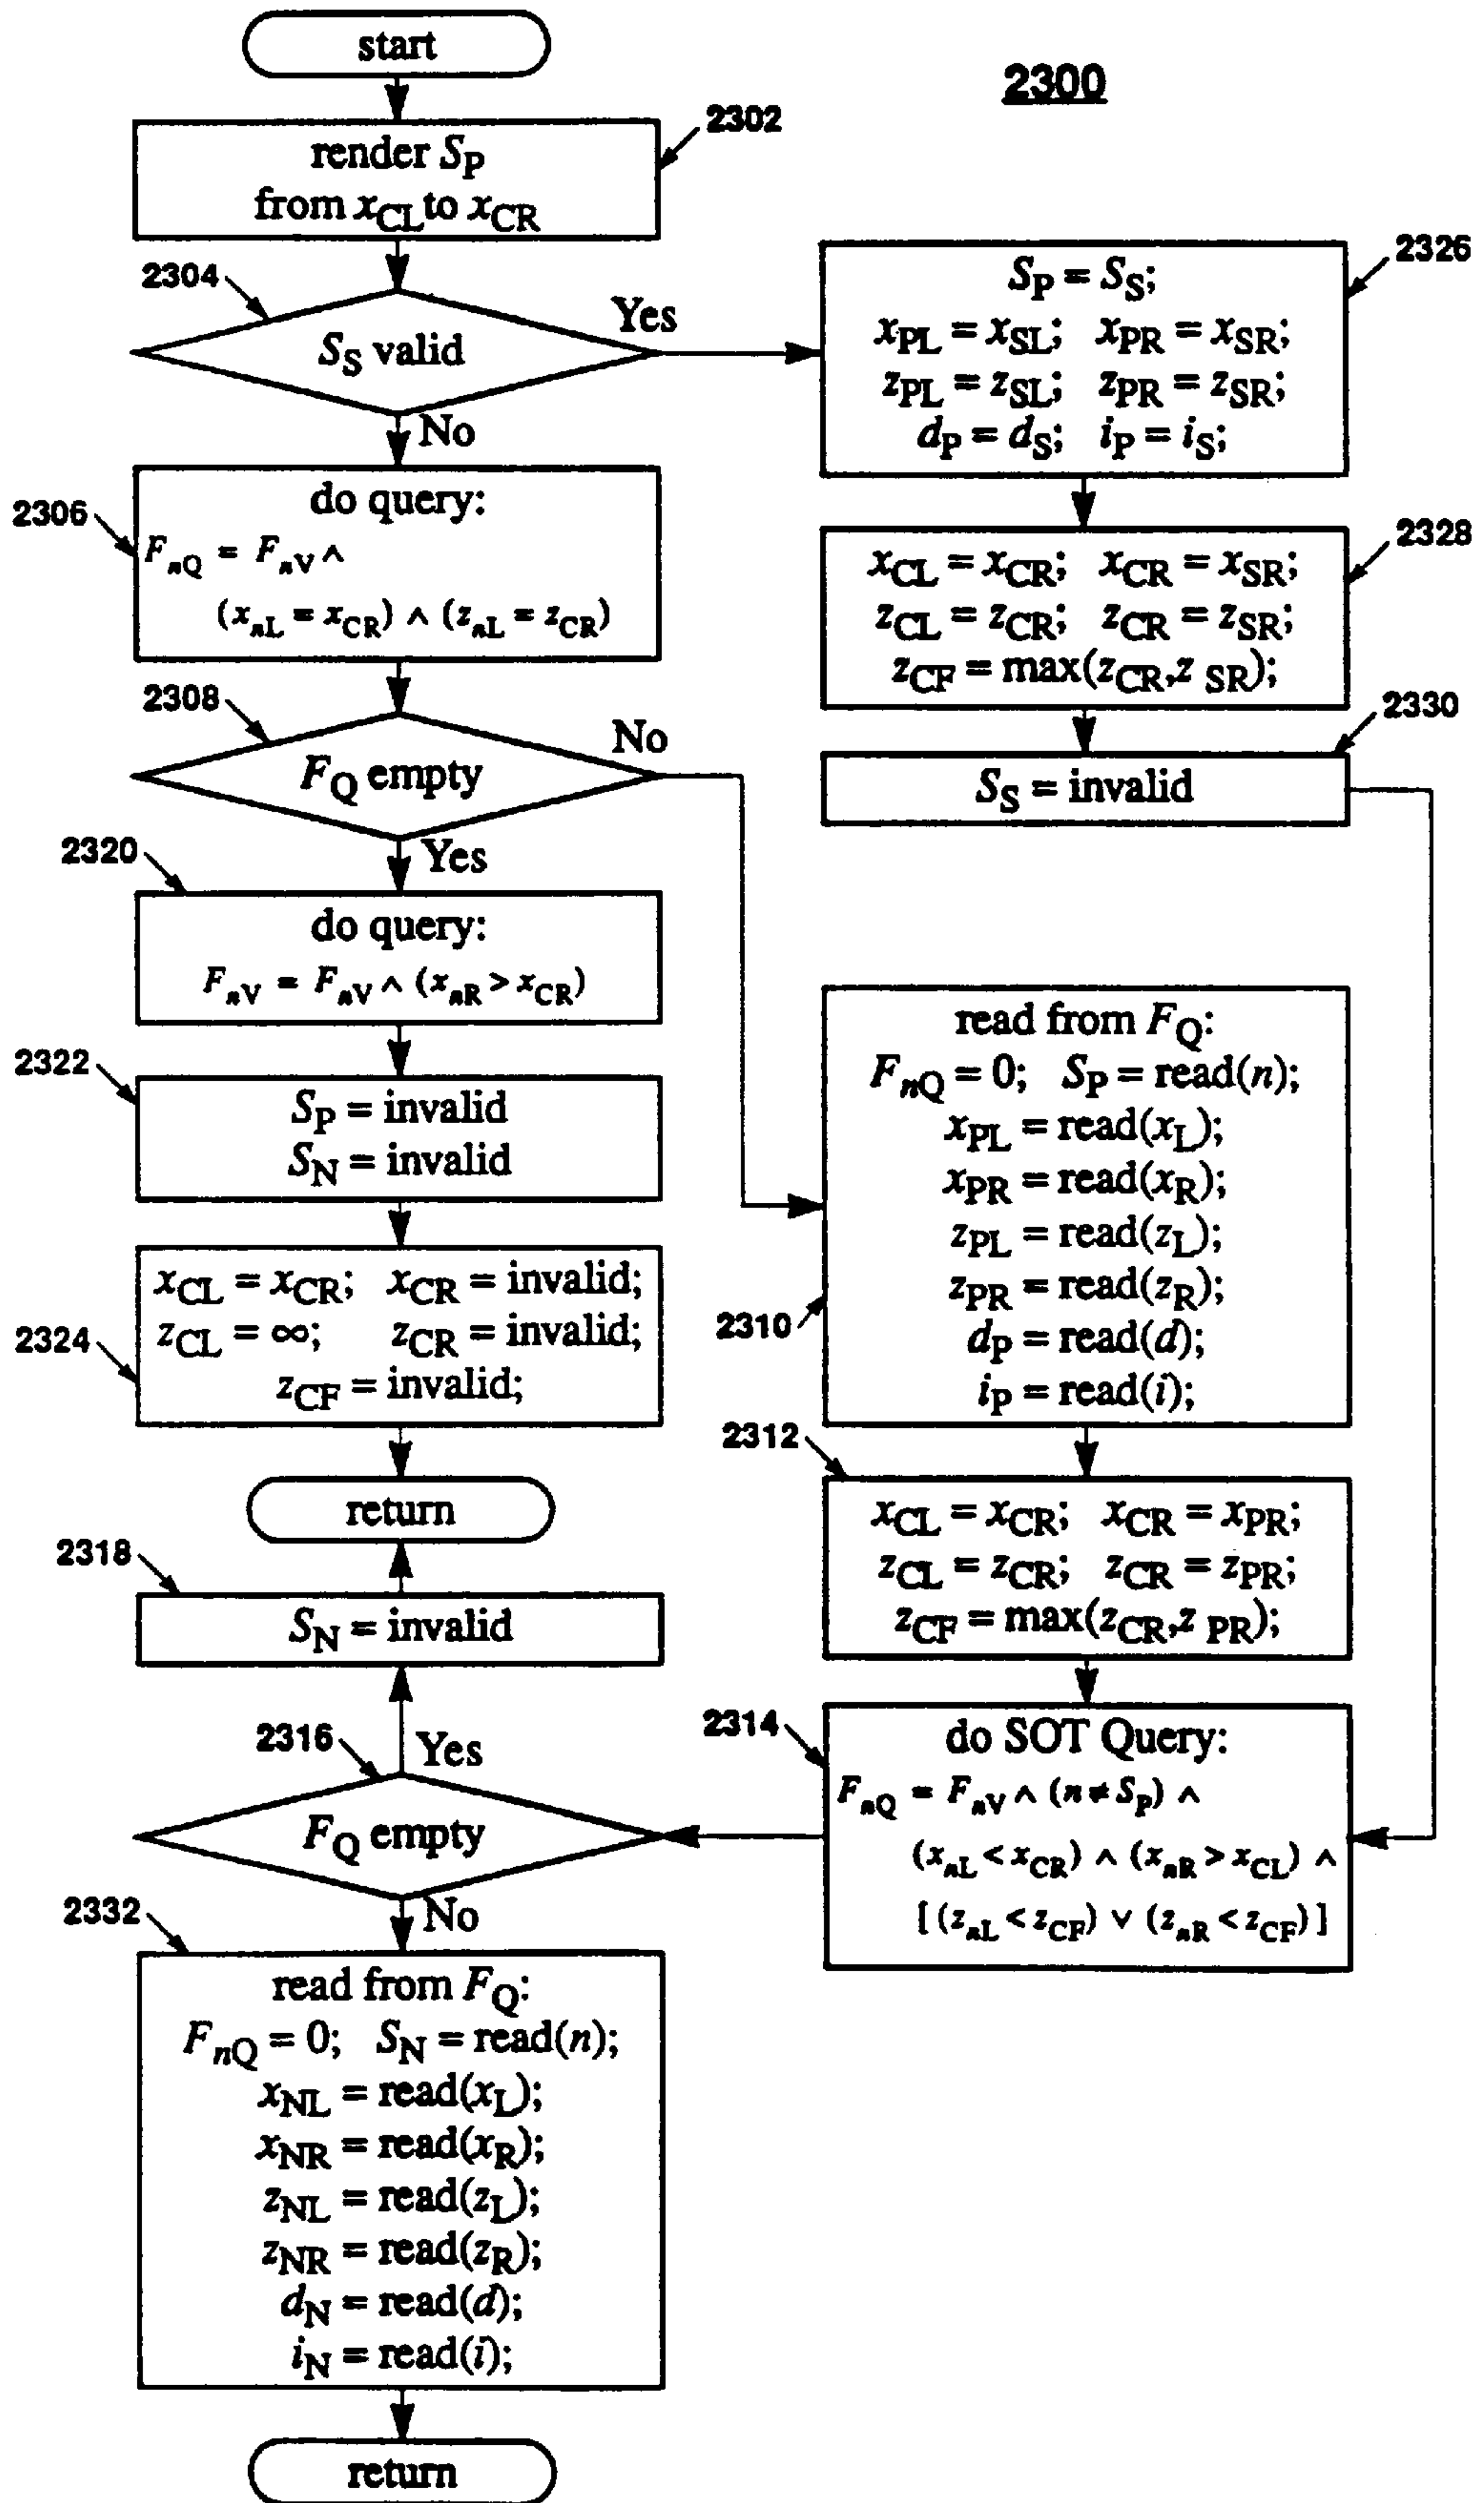 start
2300
2302
render S_P
from x_CL to x_CR
2304
S_S valid
Yes
No
2326
S_P = S_S;
x_PL = x_SL; x_PR = x_SR;
z_PL = z_SL; z_PR = z_SR;
d_P = d_S; i_P = i_S;
2306
do query:
F_nQ = F_nV ∧
(x_nL = x_CR) ∧ (z_nL = z_CR)
2328
x_CL = x_CR; x_CR = x_SR;
z_CL = z_CR; z_CR = z_SR;
z_CF = max(z_CR,z_SR);
2308
F_Q empty
No
Yes
2330
S_S = invalid
2320
do query:
F_nV = F_nV ∧ (x_nR > x_CR)
2322
S_P = invalid
S_N = invalid
2324
x_CL = x_CR; x_CR = invalid;
z_CL = ∞; z_CR = invalid;
z_CF = invalid;
return
2310
read from F_Q:
F_nQ = 0; S_P = read(n);
x_PL = read(x_L);
x_PR = read(x_R);
z_PL = read(z_L);
z_PR = read(z_R);
d_P = read(d);
i_P = read(i);
2312
x_CL = x_CR; x_CR = x_PR;
z_CL = z_CR; z_CR = z_PR;
z_CF = max(z_CR,z_PR);
2314
do SOT Query:
F_nQ = F_nV ∧ (n ≠ S_P) ∧
(x_nL < x_CR) ∧ (x_nR > x_CL) ∧
[(z_nL < z_CF) ∨ (z_nR < z_CF)]
2318
S_N = invalid
2316
Yes
F_Q empty
No
2332
read from F_Q:
F_nQ = 0; S_N = read(n);
x_NL = read(x_L);
x_NR = read(x_R);
z_NL = read(z_L);
z_NR = read(z_R);
d_N = read(d);
i_N = read(i);
return